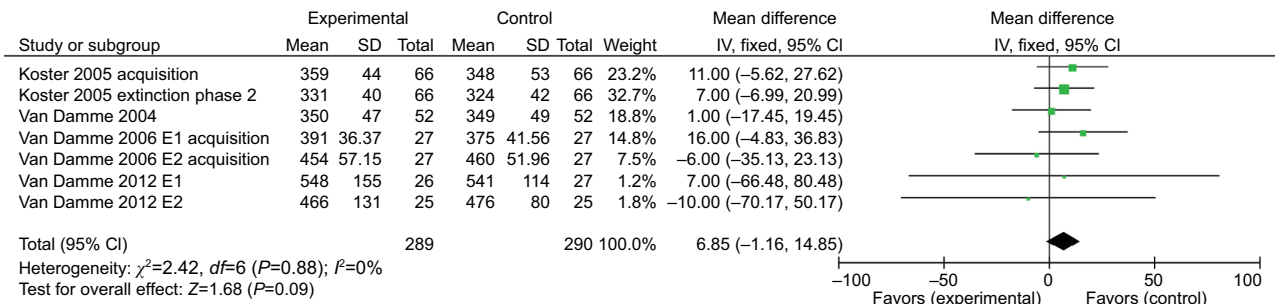 Experimental Control Mean difference Mean difference
Study or subgroup Mean SD Total Mean SD Total Weight IV, fixed, 95% CI IV, fixed, 95% CI
Koster 2005 acquisition 359 44 66 348 53 66 23.2% 11.00 (–5.62, 27.62)
Koster 2005 extinction phase 2 331 40 66 324 42 66 32.7% 7.00 (–6.99, 20.99)
Van Damme 2004 350 47 52 349 49 52 18.8% 1.00 (–17.45, 19.45)
Van Damme 2006 E1 acquisition 391 36.37 27 375 41.56 27 14.8% 16.00 (–4.83, 36.83)
Van Damme 2006 E2 acquisition 454 57.15 27 460 51.96 27 7.5% –6.00 (–35.13, 23.13)
Van Damme 2012 E1 548 155 26 541 114 27 1.2% 7.00 (–66.48, 80.48)
Van Damme 2012 E2 466 131 25 476 80 25 1.8% –10.00 (–70.17, 50.17)
Total (95% CI) 289 290 100.0% 6.85 (–1.16, 14.85)
Heterogeneity: χ²=2.42, df=6 (P=0.88); I²=0%
Test for overall effect: Z=1.68 (P=0.09)
–100 –50 0 50 100
Favors (experimental) Favors (control)